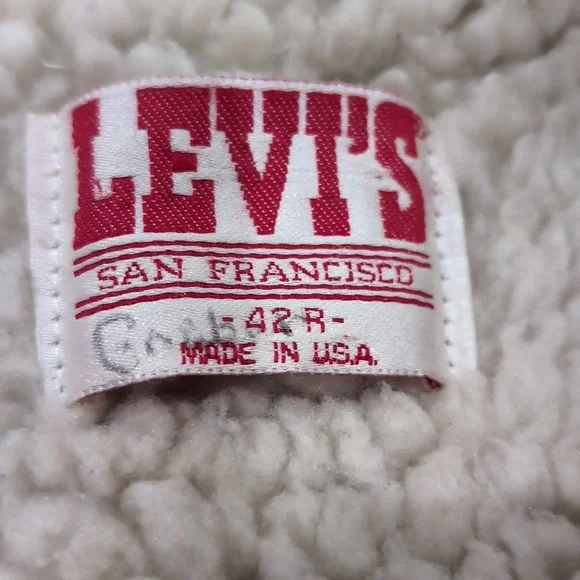 LEVI'S
SAN FRANCISCO
- 42 R -
MADE IN U.S.A.